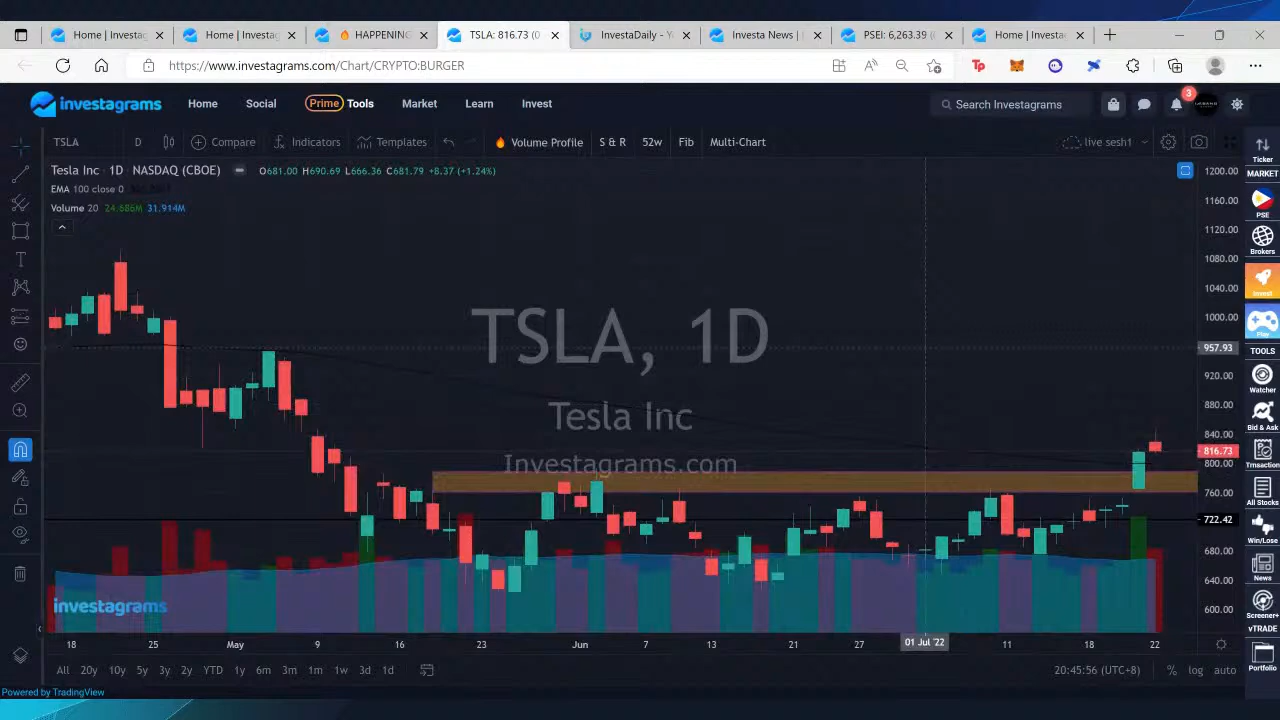 Home | Investag
Home | Investag
HAPPENING
TSLA: 816.73 (0
InvestaDaily - Yo
Investa News |
PSEI: 6,263.39 (
Home | Investag
https://www.investagrams.com/Chart/CRYPTO:BURGER
investagrams
Home
Social
Prime Tools
Market
Learn
Invest
Search Investagrams
3
TSLA
D
Compare
Indicators
Templates
Volume Profile
S & R
52w
Fib
Multi-Chart
live sesh1
Ticker
MARKET
PSE
Brokers
Invest
Play
TOOLS
Watcher
Bid & Ask
Trnsaction
All Stocks
Win/Lose
News
Screener+
vTRADE
Portfolio
Tesla Inc · 1D · NASDAQ (CBOE)
O681.00 H690.69 L666.36 C681.79 +8.37 (+1.24%)
EMA 100 close 0
Volume 20 24.686M 31.914M
1200.00
1160.00
1120.00
1080.00
1040.00
1000.00
957.93
920.00
880.00
840.00
816.73
800.00
760.00
722.42
680.00
640.00
600.00
TSLA, 1D
Tesla Inc
Investagrams.com
investagrams
18
25
May
9
16
23
Jun
7
13
21
27
01 Jul '22
11
18
22
All
20y
10y
5y
3y
2y
YTD
1y
6m
3m
1m
1w
3d
1d
20:45:56 (UTC+8)
%
log
auto
Powered by TradingView